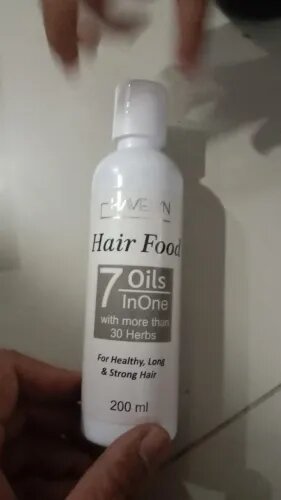 Hair Food
7 Oils
InOne
with more than
30 Herbs
For Healthy, Long
& Strong Hair
200 ml